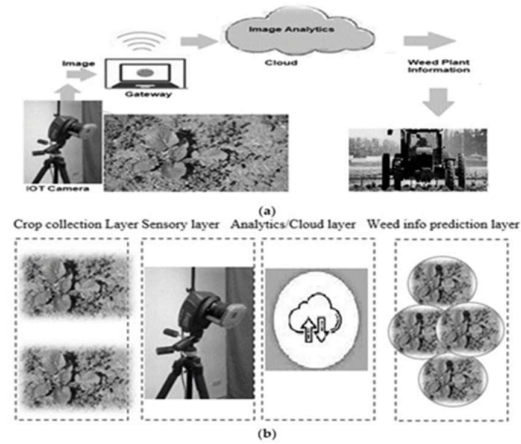 Image Analytics
Cloud
Image
Gateway
Weed Plant
Information
IOT Camera
(a)
Crop collection Layer Sensory layer Analytics/Cloud layer Weed info prediction layer
(b)